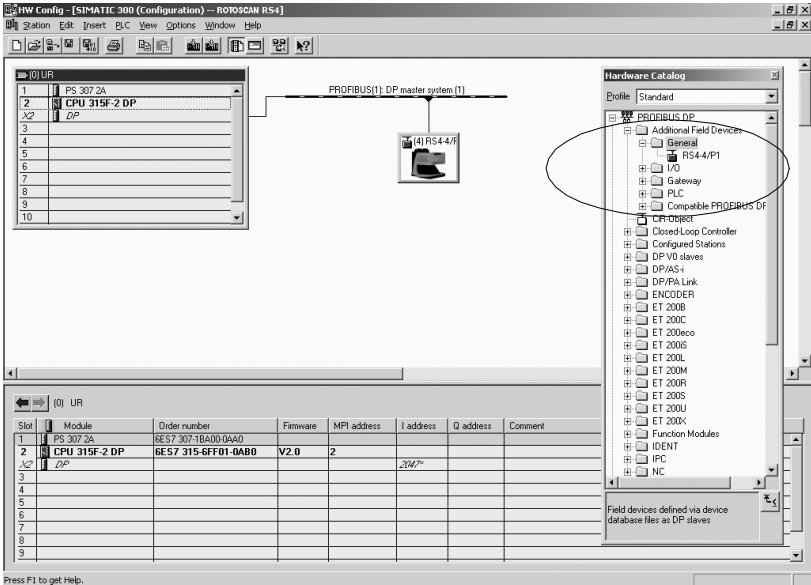 HW Config - [SIMATIC 300 (Configuration) -- ROTOSCAN RS4]
Station Edit Insert PLC View Options Window Help
(0) UR
1 PS 307 2A
2 CPU 315F-2 DP
X2 DP
3
4
5
6
7
8
9
10
PROFIBUS(1): DP master system (1)
(4) RS4-4/F
Hardware Catalog
Profile Standard
PROFIBUS DP
Additional Field Devices
General
RS4-4/P1
I/O
Gateway
PLC
Compatible PROFIBUS DP
CiR-Object
Closed-Loop Controller
Configured Stations
DP V0 slaves
DP/AS-i
DP/PA Link
ENCODER
ET 200B
ET 200C
ET 200eco
ET 200iS
ET 200L
ET 200M
ET 200R
ET 200S
ET 200U
ET 200X
Function Modules
IDENT
IPC
NC
Field devices defined via device
database files as DP slaves
(0) UR
Slot Module Order number Firmware MPI address I address Q address Comment
1 PS 307 2A 6ES7 307-1BA00-0AA0
2 CPU 315F-2 DP 6ES7 315-6FF01-0AB0 V2.0 2
X2 DP 2047*
3
4
5
6
7
8
9
Press F1 to get Help.